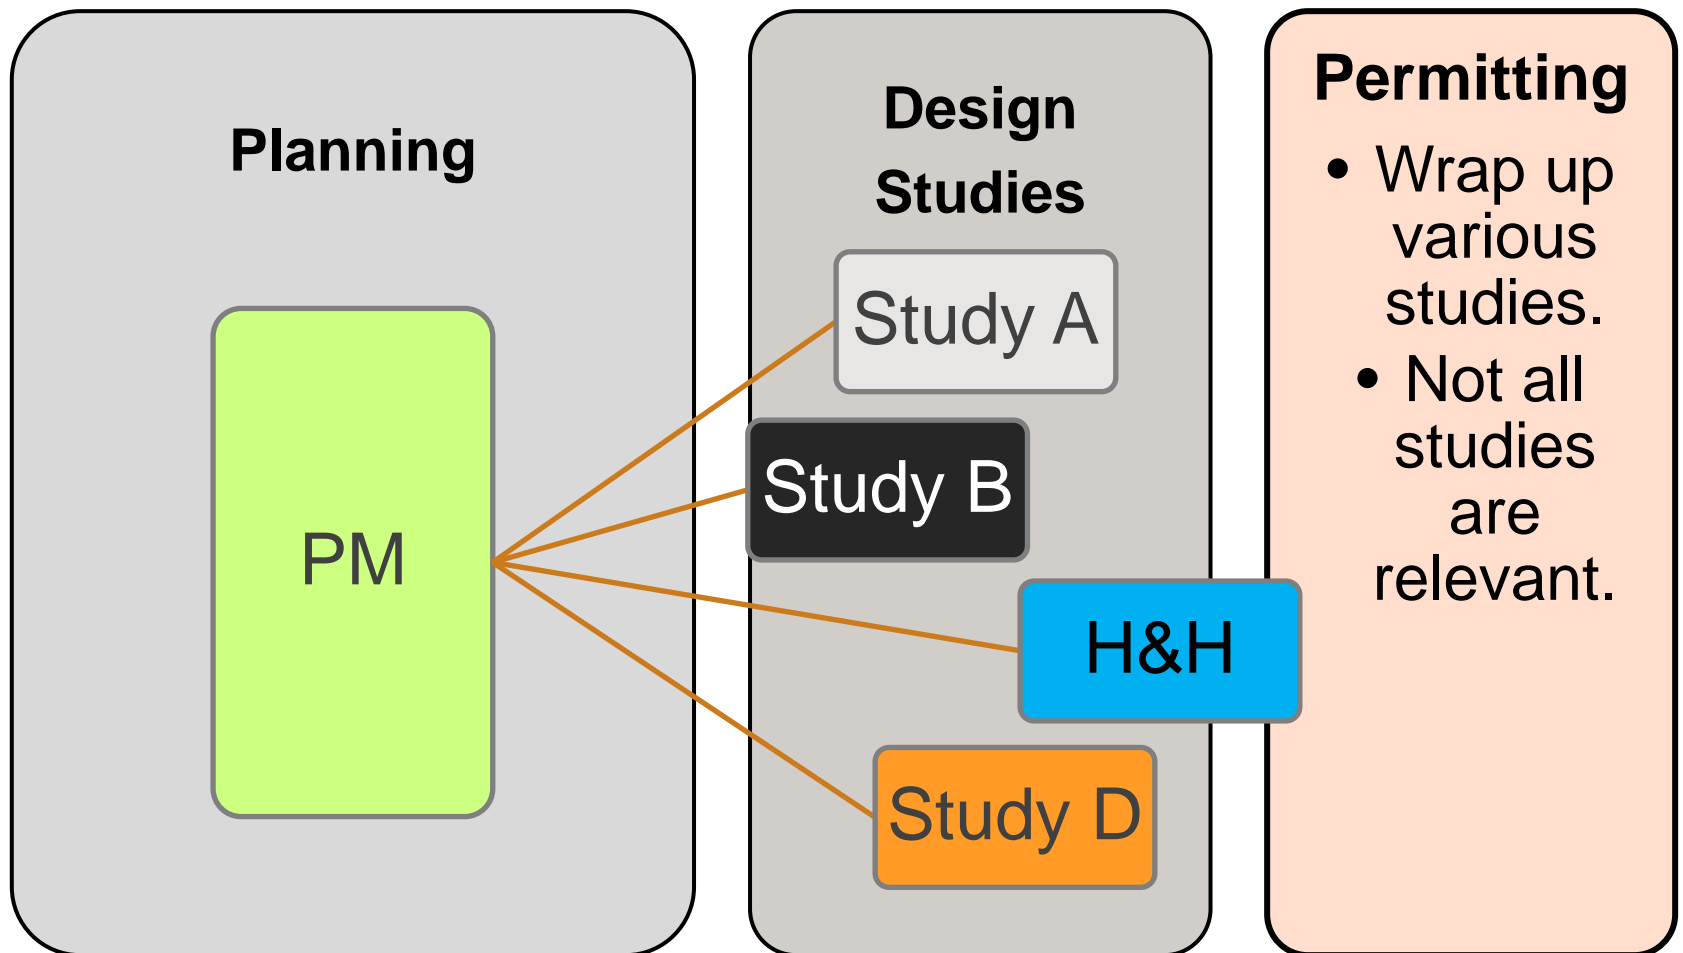 Planning
PM
Design
Studies
Study A
Study B
H&H
Study D
Permitting
• Wrap up
various
studies.
• Not all
studies
are
relevant.